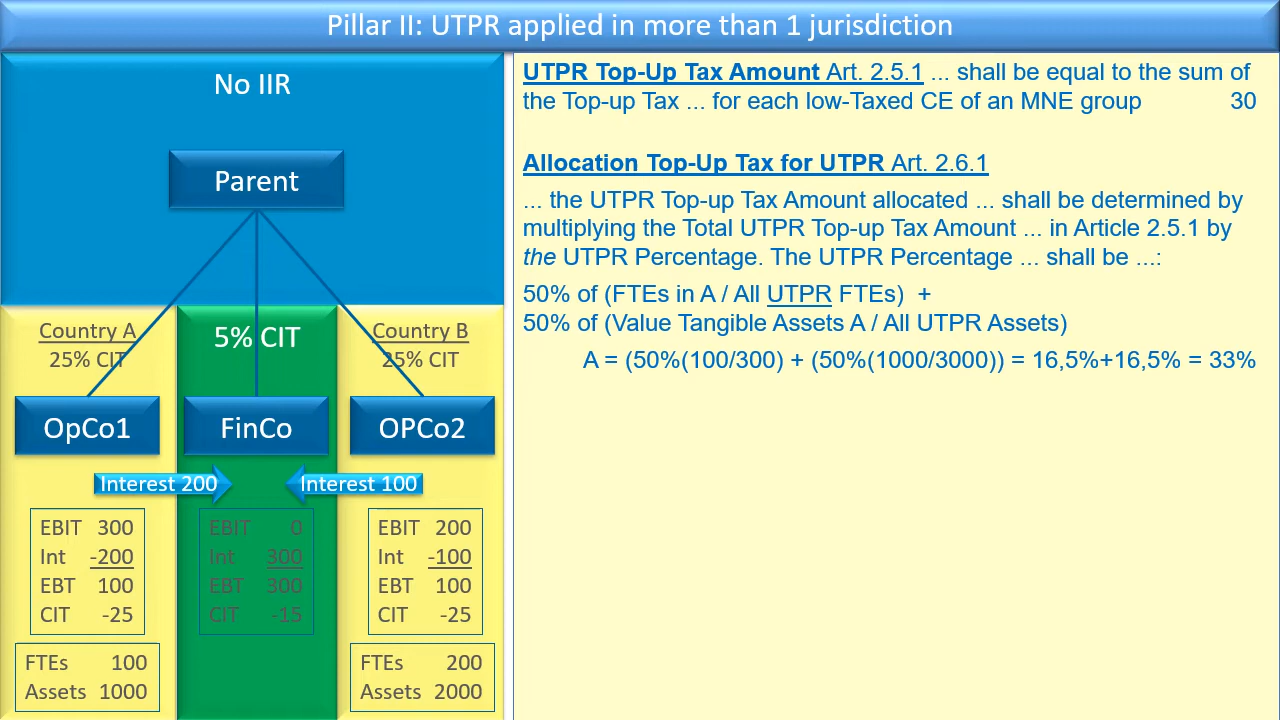 Pillar II: UTPR applied in more than 1 jurisdiction
No IIR
Parent
Country A
25% CIT
5% CIT
Country B
25% CIT
OpCo1
FinCo
OPCo2
Interest 200
Interest 100
EBIT 300
Int -200
EBT 100
CIT -25
EBIT 0
Int 300
EBT 300
CIT -15
EBIT 200
Int -100
EBT 100
CIT -25
FTEs 100
Assets 1000
FTEs 200
Assets 2000
UTPR Top-Up Tax Amount Art. 2.5.1 ... shall be equal to the sum of
the Top-up Tax ... for each low-Taxed CE of an MNE group 30
Allocation Top-Up Tax for UTPR Art. 2.6.1
... the UTPR Top-up Tax Amount allocated ... shall be determined by
multiplying the Total UTPR Top-up Tax Amount ... in Article 2.5.1 by
the UTPR Percentage. The UTPR Percentage ... shall be ...:
50% of (FTEs in A / All UTPR FTEs) +
50% of (Value Tangible Assets A / All UTPR Assets)
A = (50%(100/300) + (50%(1000/3000)) = 16,5%+16,5% = 33%